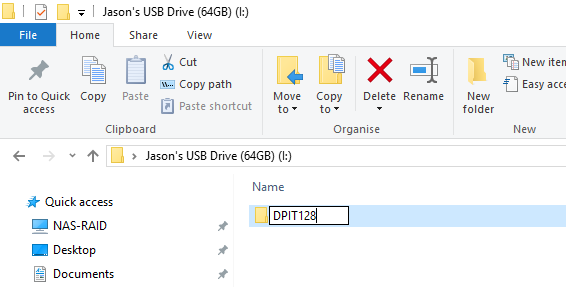 Jason's USB Drive (64GB) (I:)
File Home Share View
Pin to Quick access
Copy
Paste
Cut
Copy path
Paste shortcut
Clipboard
Move to
Copy to
Delete
Rename
Organise
New folder
New item
Easy acce
New
Jason's USB Drive (64GB) (I:)
Quick access
NAS-RAID
Desktop
Documents
Name
DPIT128